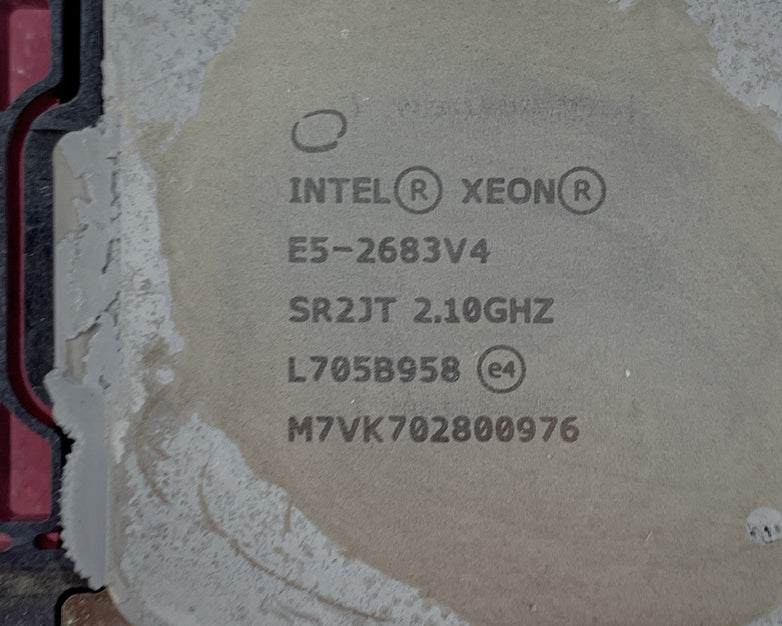 INTEL® XEON®
E5-2683V4
SR2JT 2.10GHZ
L705B958 e4
M7VK702800976